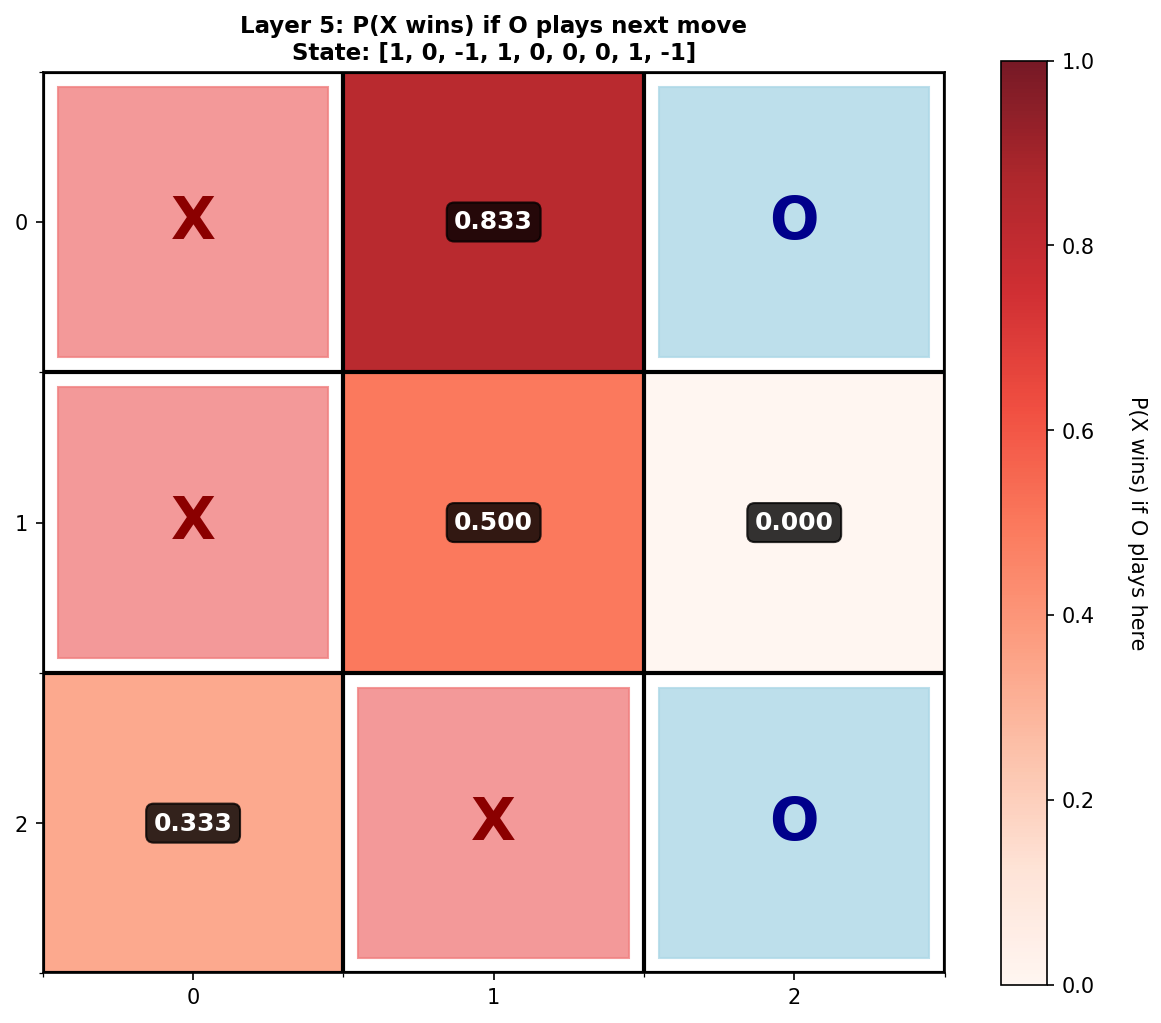 Layer 5: P(X wins) if O plays next move
State: [1, 0, -1, 1, 0, 0, 0, 1, -1]
0
X
0.833
O
1
X
0.500
0.000
2
0.333
X
O
0
1
2
1.0
0.8
0.6
0.4
0.2
0.0
P(X wins) if O plays here